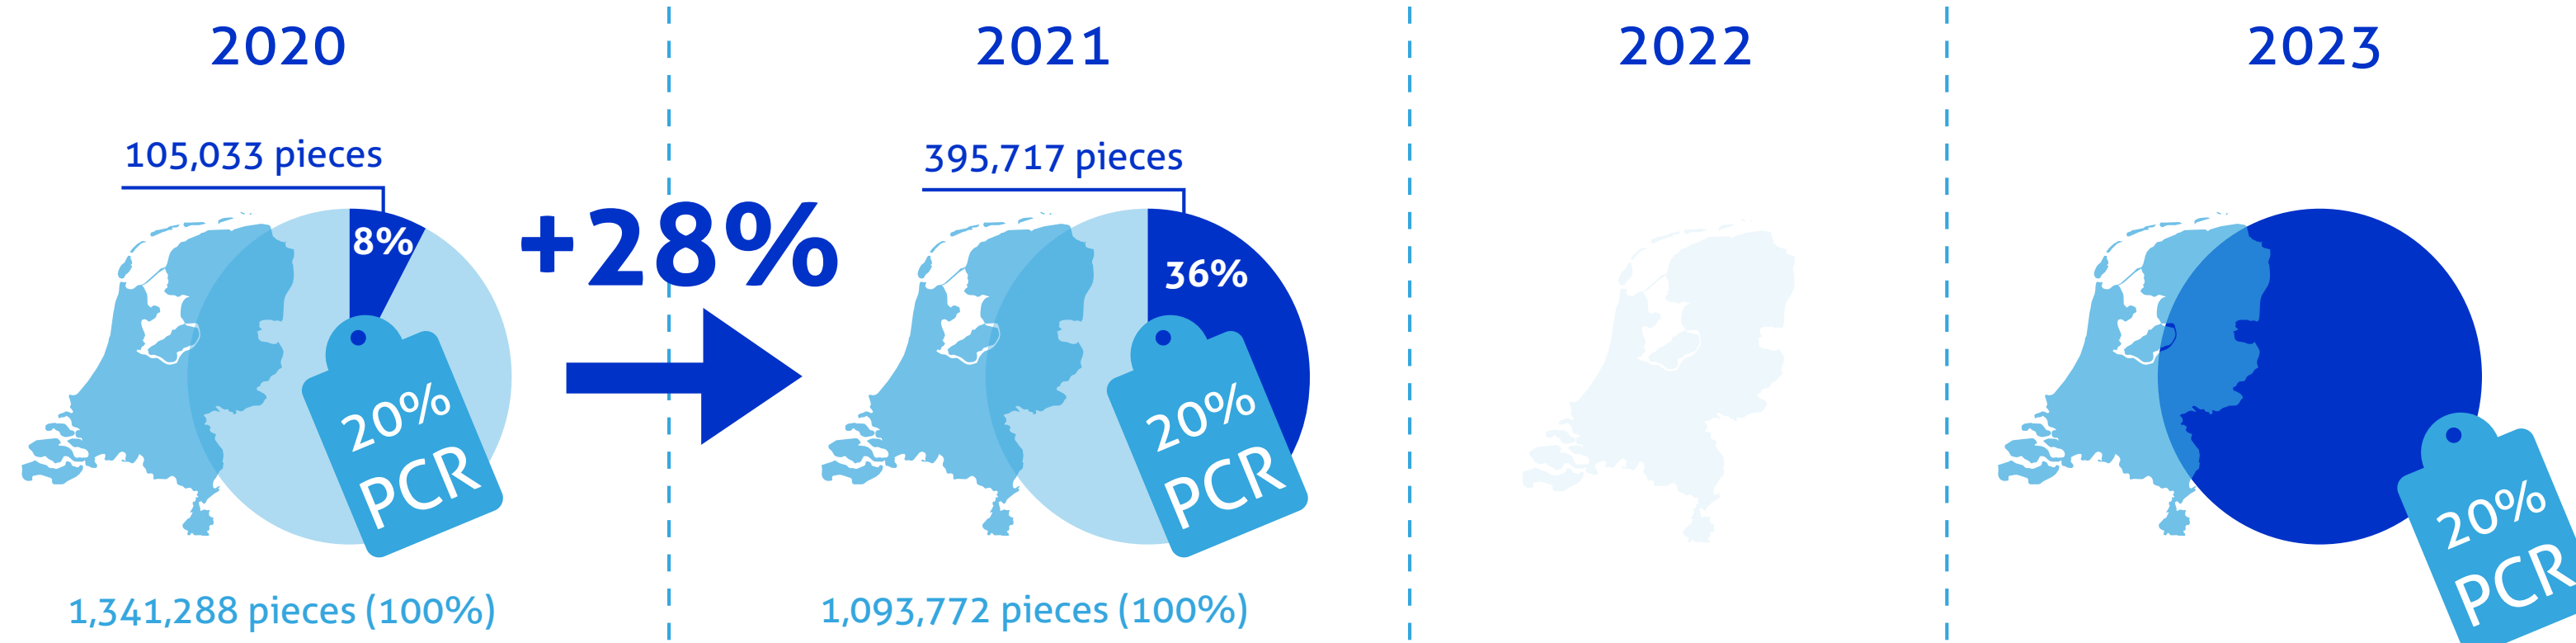 2020
105,033 pieces
8%
20%
PCR
1,341,288 pieces (100%)
+28%
2021
395,717 pieces
36%
20%
PCR
1,093,772 pieces (100%)
2022
2023
20%
PCR